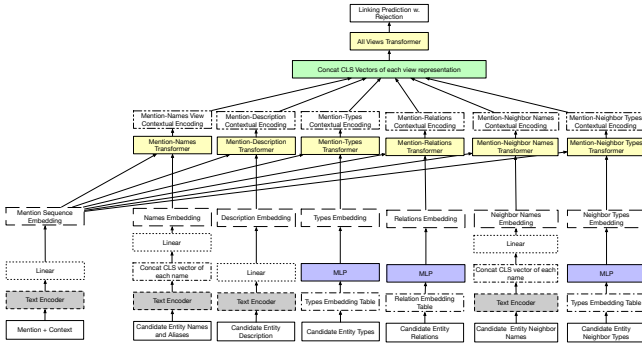 Linking Prediction w.
Rejection
All Views Transformer
Concat CLS Vectors of each view representation
Mention-Names View
Contextual Encoding
Mention-Description
Contextual Encoding
Mention-Types
Contextual Encoding
Mention-Relations
Contextual Encoding
Mention-Neighbor Names
Contextual Encoding
Mention-Neighbor Types
Contextual Encoding
Mention-Names
Transformer
Mention-Description
Transformer
Mention-Types
Transformer
Mention-Relations
Transformer
Mention-Neighbor Names
Transformer
Mention-Neighbor Types
Transformer
Mention Sequence
Embedding
Names Embedding
Description Embedding
Types Embedding
Relations Embedding
Neighbor Names
Embedding
Neighbor Types
Embedding
Linear
Linear
Linear
Concat CLS vector of
each name
Linear
MLP
MLP
Concat CLS vector of each
name
MLP
Text Encoder
Text Encoder
Text Encoder
Types Embedding Table
Relation Embedding
Table
Text Encoder
Types Embedding Table
Mention + Context
Candidate Entity Names
and Aliases
Candidate Entity
Description
Candidate Entity Types
Candidate Entity
Relations
Candidate Entity Neighbor
Names
Candidate Entity
Neighbor Types